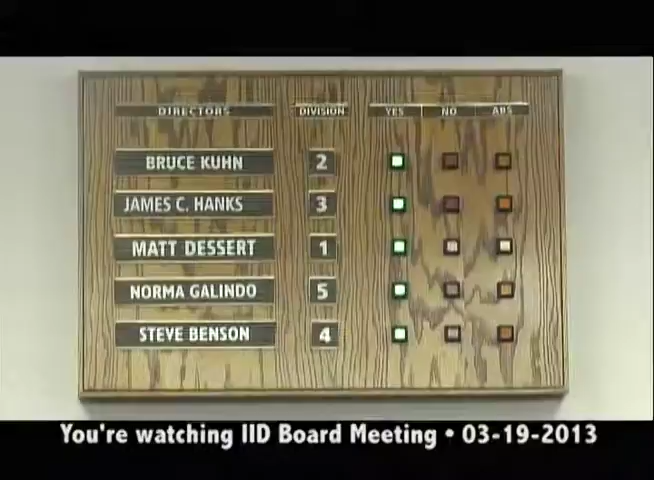 DIRECTORS DIVISION YES NO ABS
BRUCE KUHN 2
JAMES C. HANKS 3
MATT DESSERT 1
NORMA GALINDO 5
STEVE BENSON 4
You're watching IID Board Meeting • 03-19-2013